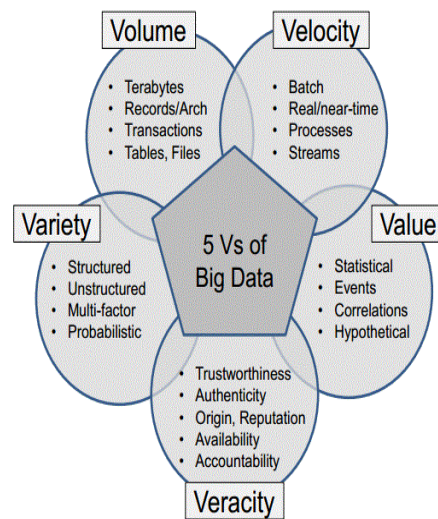 Volume
• Terabytes
• Records/Arch
• Transactions
• Tables, Files
Velocity
• Batch
• Real/near-time
• Processes
• Streams
Variety
• Structured
• Unstructured
• Multi-factor
• Probabilistic
5 Vs of
Big Data
Value
• Statistical
• Events
• Correlations
• Hypothetical
• Trustworthiness
• Authenticity
• Origin, Reputation
• Availability
• Accountability
Veracity